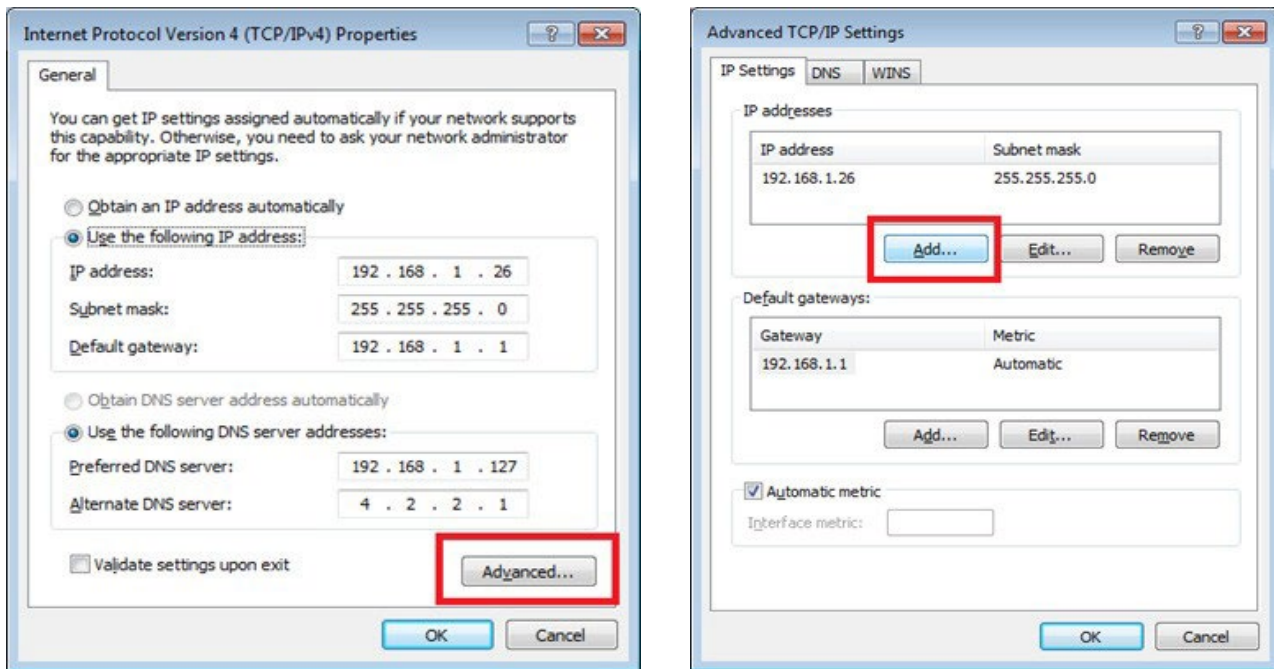 Internet Protocol Version 4 (TCP/IPv4) Properties
General
You can get IP settings assigned automatically if your network supports
this capability. Otherwise, you need to ask your network administrator
for the appropriate IP settings.
Obtain an IP address automatically
Use the following IP address:
IP address: 192 . 168 . 1 . 26
Subnet mask: 255 . 255 . 255 . 0
Default gateway: 192 . 168 . 1 . 1
Obtain DNS server address automatically
Use the following DNS server addresses:
Preferred DNS server: 192 . 168 . 1 . 127
Alternate DNS server: 4 . 2 . 2 . 1
Validate settings upon exit
Advanced...
OK Cancel
Advanced TCP/IP Settings
IP Settings DNS WINS
IP addresses
IP address Subnet mask
192.168.1.26 255.255.255.0
Add... Edit... Remove
Default gateways:
Gateway Metric
192.168.1.1 Automatic
Add... Edit... Remove
Automatic metric
Interface metric:
OK Cancel